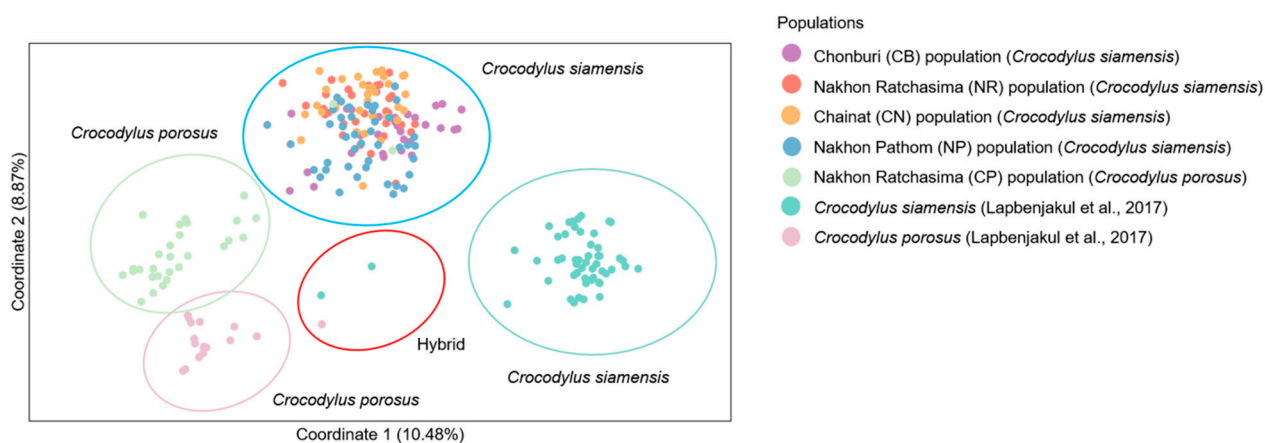 Populations
Chonburi (CB) population (Crocodylus siamensis)
Nakhon Ratchasima (NR) population (Crocodylus siamensis)
Chainat (CN) population (Crocodylus siamensis)
Nakhon Pathom (NP) population (Crocodylus siamensis)
Nakhon Ratchasima (CP) population (Crocodylus porosus)
Crocodylus siamensis (Lapbenjakul et al., 2017)
Crocodylus porosus (Lapbenjakul et al., 2017)
Crocodylus siamensis
Crocodylus porosus
Coordinate 2 (8.87%)
Hybrid
Crocodylus siamensis
Crocodylus porosus
Coordinate 1 (10.48%)